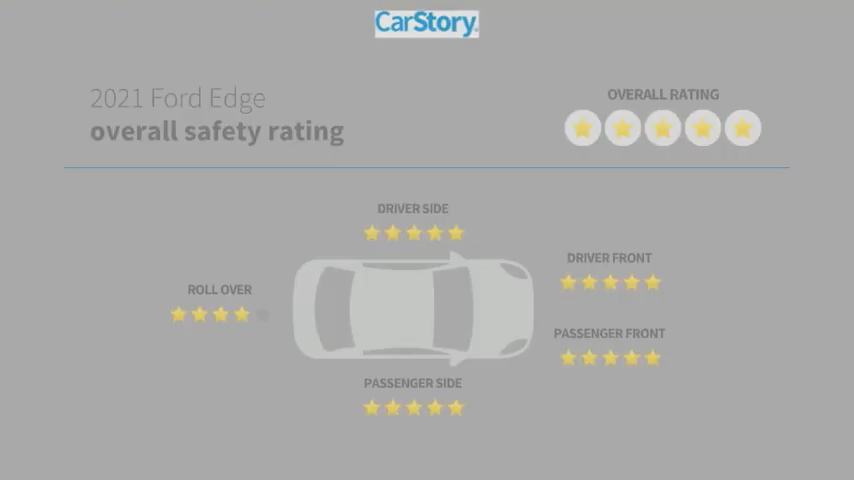 CarStory.
2021 Ford Edge
overall safety rating
OVERALL RATING
DRIVER SIDE
DRIVER FRONT
ROLL OVER
PASSENGER FRONT
PASSENGER SIDE